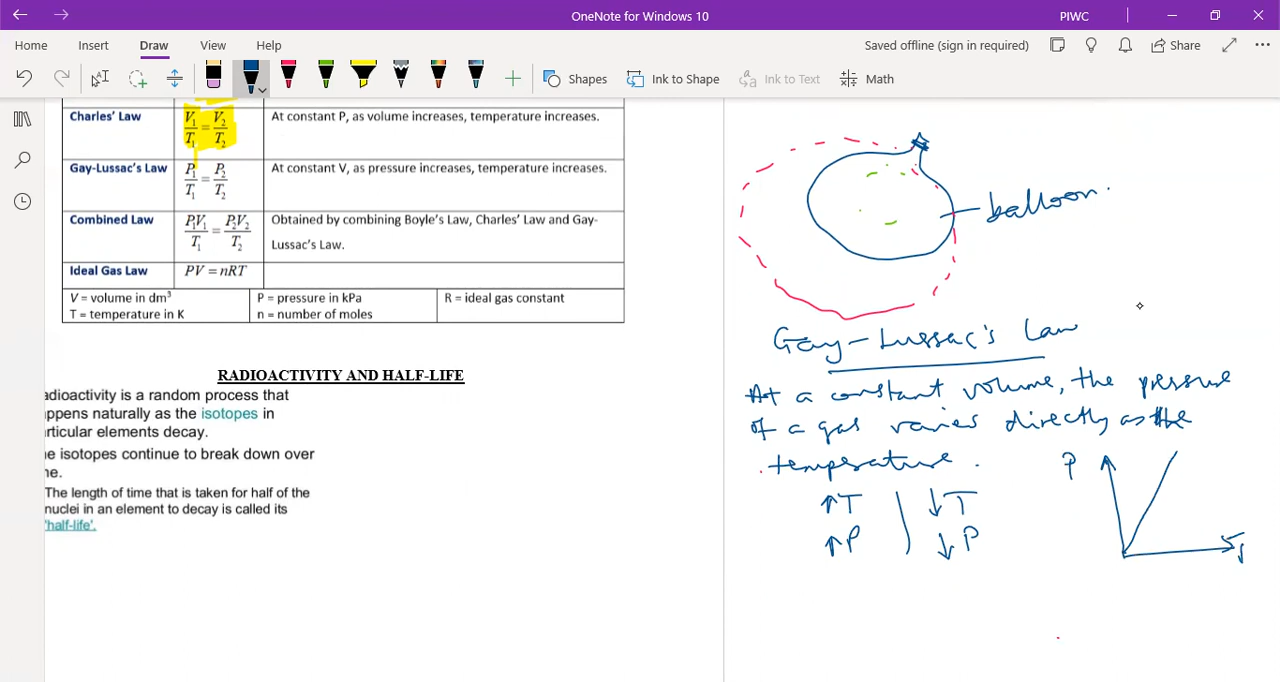 OneNote for Windows 10
PIWC
Home Insert Draw View Help
Saved offline (sign in required)
Share
Shapes
Ink to Shape
Ink to Text
Math
Charles' Law V₁/T₁ = V₂/T₂ At constant P, as volume increases, temperature increases.
Gay-Lussac's Law P₁/T₁ = P₂/T₂ At constant V, as pressure increases, temperature increases.
Combined Law P₁V₁/T₁ = P₂V₂/T₂ Obtained by combining Boyle's Law, Charles' Law and Gay-
Lussac's Law.
Ideal Gas Law PV = nRT
V = volume in dm³ P = pressure in kPa R = ideal gas constant
T = temperature in K n = number of moles
RADIOACTIVITY AND HALF-LIFE
adioactivity is a random process that
ppens naturally as the isotopes in
rticular elements decay.
e isotopes continue to break down over
ne.
The length of time that is taken for half of the
nuclei in an element to decay is called its
'half-life'.
balloon.
Gay-Lussac's Law
At a constant volume, the pressure
of a gas varies directly as the
temperature.
↑T ↓T
↑P ↓P
P
T